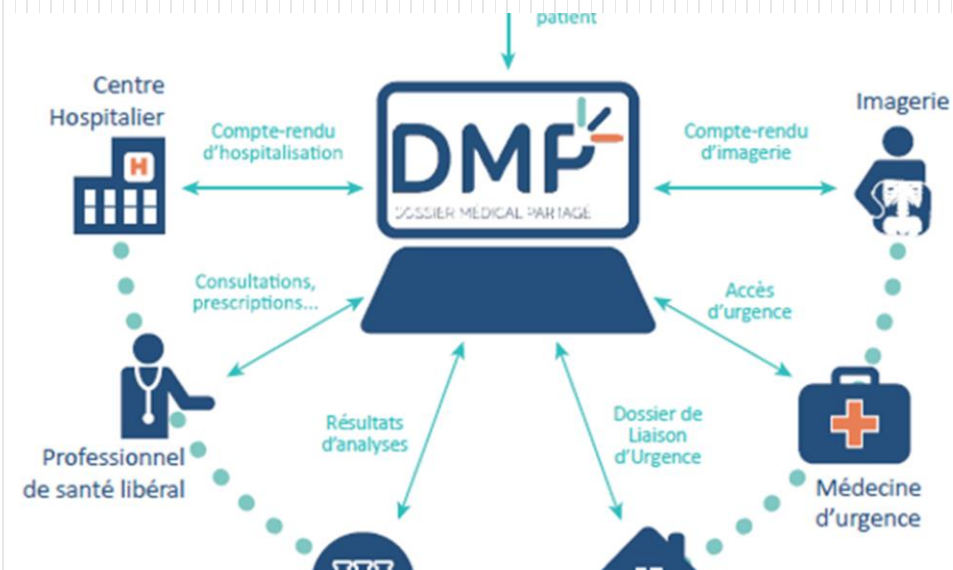 patient
Centre
Hospitalier
H
Compte-rendu
d'hospitalisation
DMP
DOSSIER MÉDICAL PARTAGÉ
Compte-rendu
d'imagerie
Imagerie
Consultations,
prescriptions...
Accès
d'urgence
Professionnel
de santé libéral
Résultats
d'analyses
Dossier de
Liaison
d'Urgence
Médecine
d'urgence